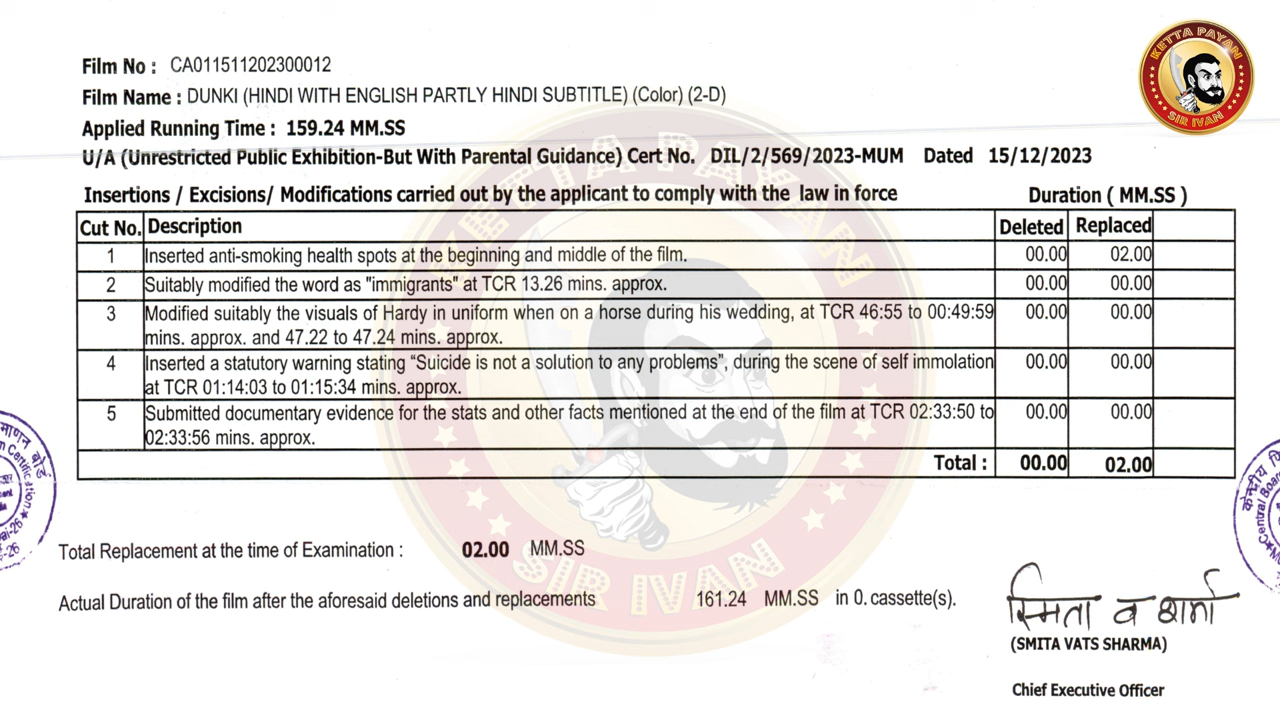 KETTA PAYAN
SIR IVAN
Film No : CA011511202300012
Film Name : DUNKI (HINDI WITH ENGLISH PARTLY HINDI SUBTITLE) (Color) (2-D)
Applied Running Time : 159.24 MM.SS
U/A (Unrestricted Public Exhibition-But With Parental Guidance) Cert No. DIL/2/569/2023-MUM Dated 15/12/2023
Insertions / Excisions/ Modifications carried out by the applicant to comply with the law in force Duration ( MM.SS )
Cut No. Description Deleted Replaced
1 Inserted anti-smoking health spots at the beginning and middle of the film. 00.00 02.00
2 Suitably modified the word as "immigrants" at TCR 13.26 mins. approx. 00.00 00.00
3 Modified suitably the visuals of Hardy in uniform when on a horse during his wedding, at TCR 46:55 to 00:49:59 00.00 00.00
mins. approx. and 47.22 to 47.24 mins. approx.
4 Inserted a statutory warning stating “Suicide is not a solution to any problems”, during the scene of self immolation 00.00 00.00
at TCR 01:14:03 to 01:15:34 mins. approx.
5 Submitted documentary evidence for the stats and other facts mentioned at the end of the film at TCR 02:33:50 to 00.00 00.00
02:33:56 mins. approx.
Total : 00.00 02.00
Total Replacement at the time of Examination : 02.00 MM.SS
Actual Duration of the film after the aforesaid deletions and replacements 161.24 MM.SS in 0. cassette(s).
स्मिता व शर्मा
(SMITA VATS SHARMA)
Chief Executive Officer
KETTA PAYAN
SIR IVAN